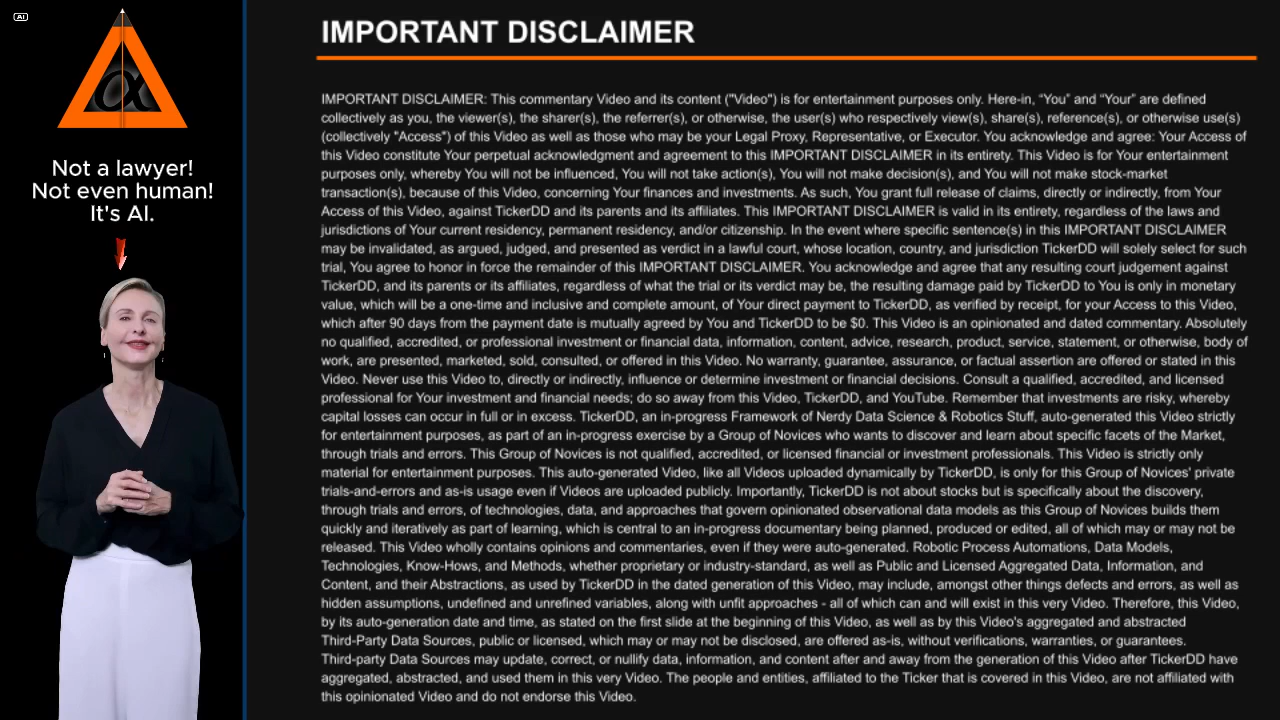 AI
IMPORTANT DISCLAIMER
α
Not a lawyer!
Not even human!
It's AI.
IMPORTANT DISCLAIMER: This commentary Video and its content ("Video") is for entertainment purposes only. Here-in, “You” and “Your” are defined
collectively as you, the viewer(s), the sharer(s), the referrer(s), or otherwise, the user(s) who respectively view(s), share(s), reference(s), or otherwise use(s)
(collectively "Access") of this Video as well as those who may be your Legal Proxy, Representative, or Executor. You acknowledge and agree: Your Access of
this Video constitute Your perpetual acknowledgment and agreement to this IMPORTANT DISCLAIMER in its entirety. This Video is for Your entertainment
purposes only, whereby You will not be influenced, You will not take action(s), You will not make decision(s), and You will not make stock-market
transaction(s), because of this Video, concerning Your finances and investments. As such, You grant full release of claims, directly or indirectly, from Your
Access of this Video, against TickerDD and its parents and its affiliates. This IMPORTANT DISCLAIMER is valid in its entirety, regardless of the laws and
jurisdictions of Your current residency, permanent residency, and/or citizenship. In the event where specific sentence(s) in this IMPORTANT DISCLAIMER
may be invalidated, as argued, judged, and presented as verdict in a lawful court, whose location, country, and jurisdiction TickerDD will solely select for such
trial, You agree to honor in force the remainder of this IMPORTANT DISCLAIMER. You acknowledge and agree that any resulting court judgement against
TickerDD, and its parents or its affiliates, regardless of what the trial or its verdict may be, the resulting damage paid by TickerDD to You is only in monetary
value, which will be a one-time and inclusive and complete amount, of Your direct payment to TickerDD, as verified by receipt, for your Access to this Video,
which after 90 days from the payment date is mutually agreed by You and TickerDD to be $0. This Video is an opinionated and dated commentary. Absolutely
no qualified, accredited, or professional investment or financial data, information, content, advice, research, product, service, statement, or otherwise, body of
work, are presented, marketed, sold, consulted, or offered in this Video. No warranty, guarantee, assurance, or factual assertion are offered or stated in this
Video. Never use this Video to, directly or indirectly, influence or determine investment or financial decisions. Consult a qualified, accredited, and licensed
professional for Your investment and financial needs; do so away from this Video, TickerDD, and YouTube. Remember that investments are risky, whereby
capital losses can occur in full or in excess. TickerDD, an in-progress Framework of Nerdy Data Science & Robotics Stuff, auto-generated this Video strictly
for entertainment purposes, as part of an in-progress exercise by a Group of Novices who wants to discover and learn about specific facets of the Market,
through trials and errors. This Group of Novices is not qualified, accredited, or licensed financial or investment professionals. This Video is strictly only
material for entertainment purposes. This auto-generated Video, like all Videos uploaded dynamically by TickerDD, is only for this Group of Novices' private
trials-and-errors and as-is usage even if Videos are uploaded publicly. Importantly, TickerDD is not about stocks but is specifically about the discovery,
through trials and errors, of technologies, data, and approaches that govern opinionated observational data models as this Group of Novices builds them
quickly and iteratively as part of learning, which is central to an in-progress documentary being planned, produced or edited, all of which may or may not be
released. This Video wholly contains opinions and commentaries, even if they were auto-generated. Robotic Process Automations, Data Models,
Technologies, Know-Hows, and Methods, whether proprietary or industry-standard, as well as Public and Licensed Aggregated Data, Information, and
Content, and their Abstractions, as used by TickerDD in the dated generation of this Video, may include, amongst other things defects and errors, as well as
hidden assumptions, undefined and unrefined variables, along with unfit approaches - all of which can and will exist in this very Video. Therefore, this Video,
by its auto-generation date and time, as stated on the first slide at the beginning of this Video, as well as by this Video's aggregated and abstracted
Third-Party Data Sources, public or licensed, which may or may not be disclosed, are offered as-is, without verifications, warranties, or guarantees.
Third-party Data Sources may update, correct, or nullify data, information, and content after and away from the generation of this Video after TickerDD have
aggregated, abstracted, and used them in this very Video. The people and entities, affiliated to the Ticker that is covered in this Video, are not affiliated with
this opinionated Video and do not endorse this Video.